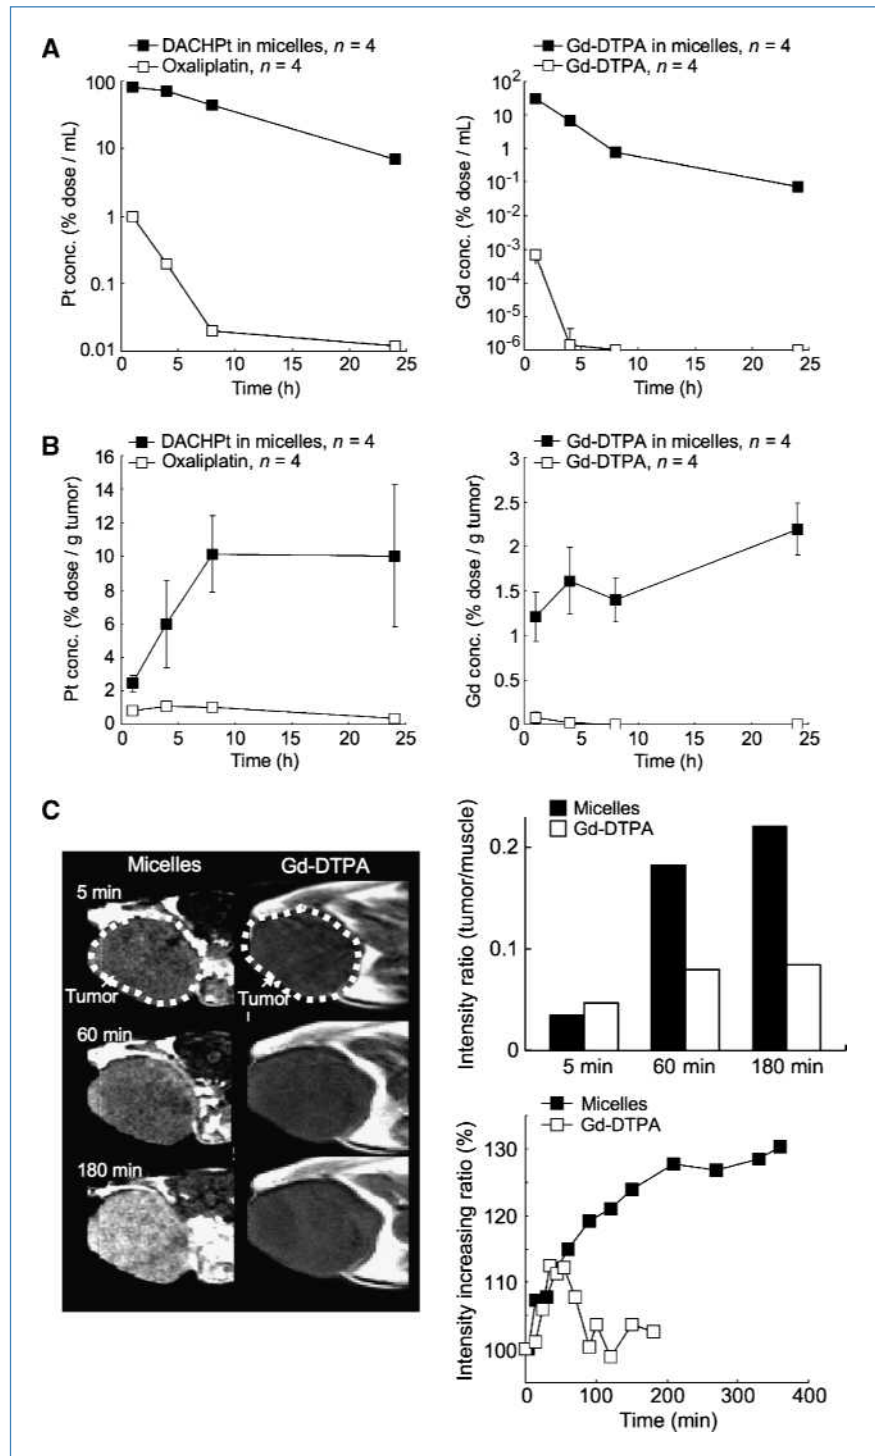 A
DACHPt in micelles, n = 4
Oxaliplatin, n = 4
Pt conc. (% dose / mL)
100
10
1
0.1
0.01
0 5 10 15 20 25
Time (h)
Gd-DTPA in micelles, n = 4
Gd-DTPA, n = 4
Gd conc. (% dose / mL)
10^2
10
1
10^-1
10^-2
10^-3
10^-4
10^-5
10^-6
0 5 10 15 20 25
Time (h)
B
DACHPt in micelles, n = 4
Oxaliplatin, n = 4
Pt conc. (% dose / g tumor)
16
14
12
10
8
6
4
2
0
0 5 10 15 20 25
Time (h)
Gd-DTPA in micelles, n = 4
Gd-DTPA, n = 4
Gd conc. (% dose / g tumor)
3
2.5
2
1.5
1
0.5
0
0 5 10 15 20 25
Time (h)
C
Micelles Gd-DTPA
5 min
Tumor Tumor
60 min
180 min
Micelles
Gd-DTPA
Intensity ratio (tumor/muscle)
0.2
0.1
0
5 min 60 min 180 min
Micelles
Gd-DTPA
Intensity increasing ratio (%)
130
120
110
100
0 100 200 300 400
Time (min)